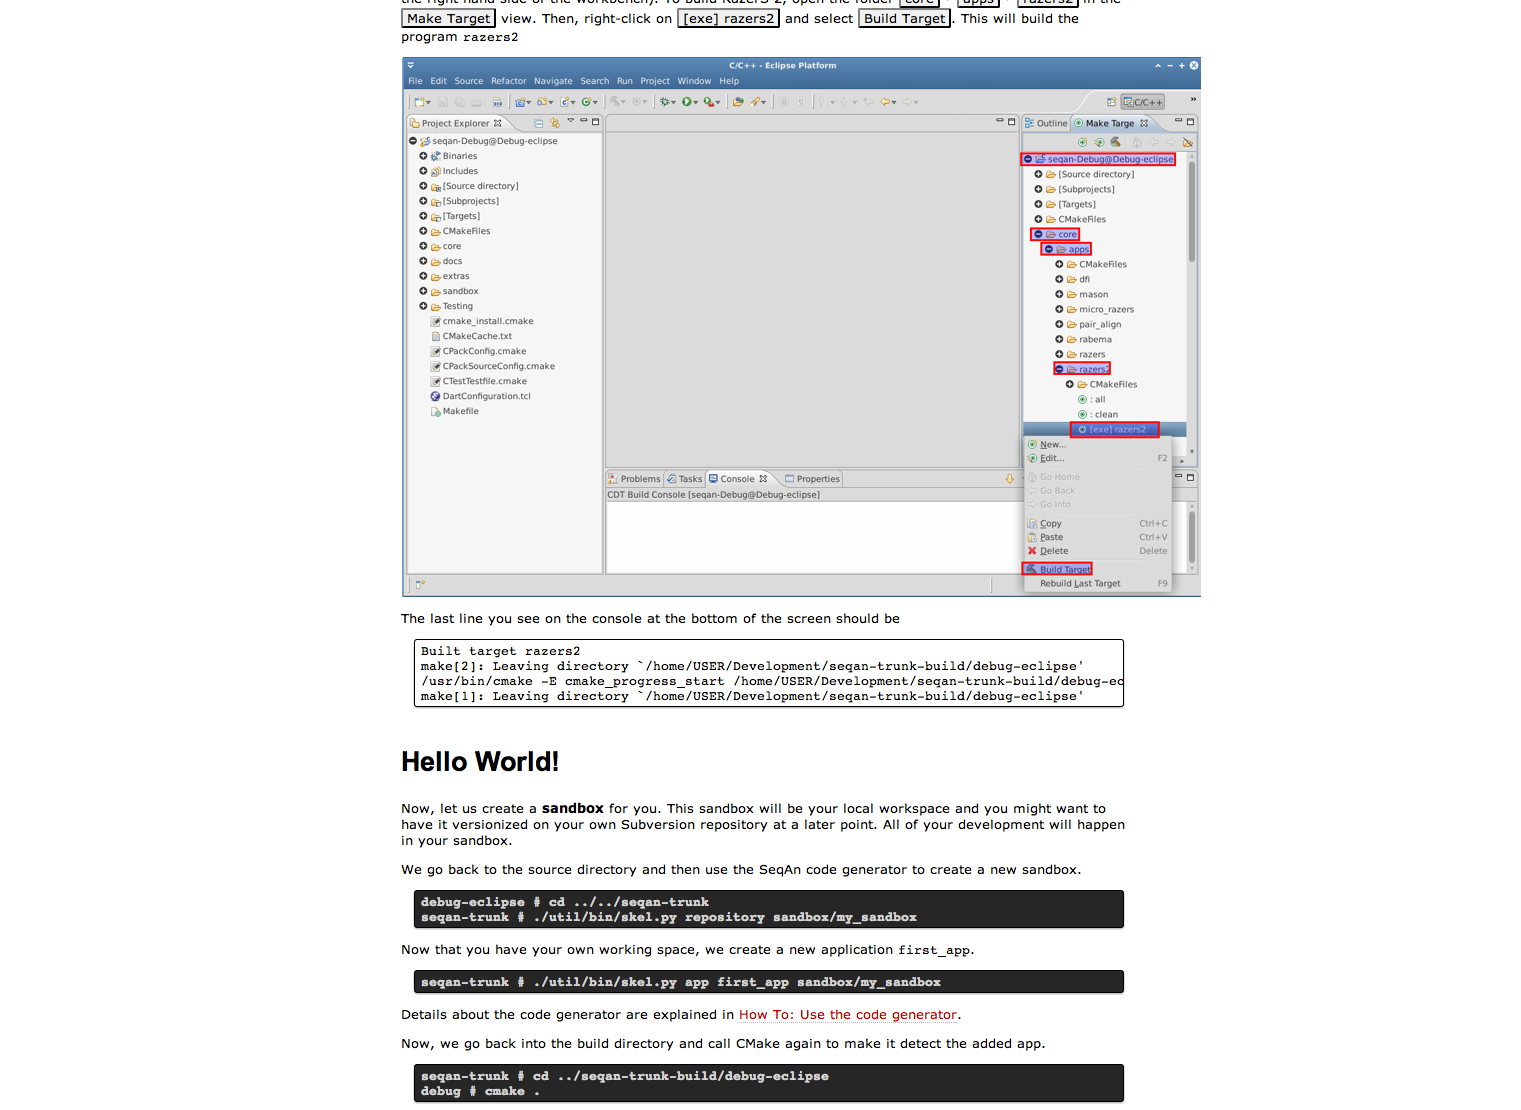 Make Target view. Then, right-click on [exe] razers2 and select Build Target. This will build the
program razers2
C/C++ - Eclipse Platform
File Edit Source Refactor Navigate Search Run Project Window Help
C/C++
Project Explorer
seqan-Debug@Debug-eclipse
Binaries
Includes
[Source directory]
[Subprojects]
[Targets]
CMakeFiles
core
docs
extras
sandbox
Testing
cmake_install.cmake
CMakeCache.txt
CPackConfig.cmake
CPackSourceConfig.cmake
CTestTestfile.cmake
DartConfiguration.tcl
Makefile
Outline Make Targe
seqan-Debug@Debug-eclipse
[Source directory]
[Subprojects]
[Targets]
CMakeFiles
core
apps
CMakeFiles
dfi
mason
micro_razers
pair_align
rabema
razers
razers2
CMakeFiles
: all
: clean
[exe] razers2
New...
Edit... F2
Go Home
Go Back
Go Into
Copy Ctrl+C
Paste Ctrl+V
Delete Delete
Build Target
Rebuild Last Target F9
Problems Tasks Console Properties
CDT Build Console [seqan-Debug@Debug-eclipse]
The last line you see on the console at the bottom of the screen should be
Built target razers2
make[2]: Leaving directory `/home/USER/Development/seqan-trunk-build/debug-eclipse'
/usr/bin/cmake -E cmake_progress_start /home/USER/Development/seqan-trunk-build/debug-ec
make[1]: Leaving directory `/home/USER/Development/seqan-trunk-build/debug-eclipse'
Hello World!
Now, let us create a sandbox for you. This sandbox will be your local workspace and you might want to
have it versionized on your own Subversion repository at a later point. All of your development will happen
in your sandbox.
We go back to the source directory and then use the SeqAn code generator to create a new sandbox.
debug-eclipse # cd ../../seqan-trunk
seqan-trunk # ./util/bin/skel.py repository sandbox/my_sandbox
Now that you have your own working space, we create a new application first_app.
seqan-trunk # ./util/bin/skel.py app first_app sandbox/my_sandbox
Details about the code generator are explained in How To: Use the code generator.
Now, we go back into the build directory and call CMake again to make it detect the added app.
seqan-trunk # cd ../seqan-trunk-build/debug-eclipse
debug # cmake .